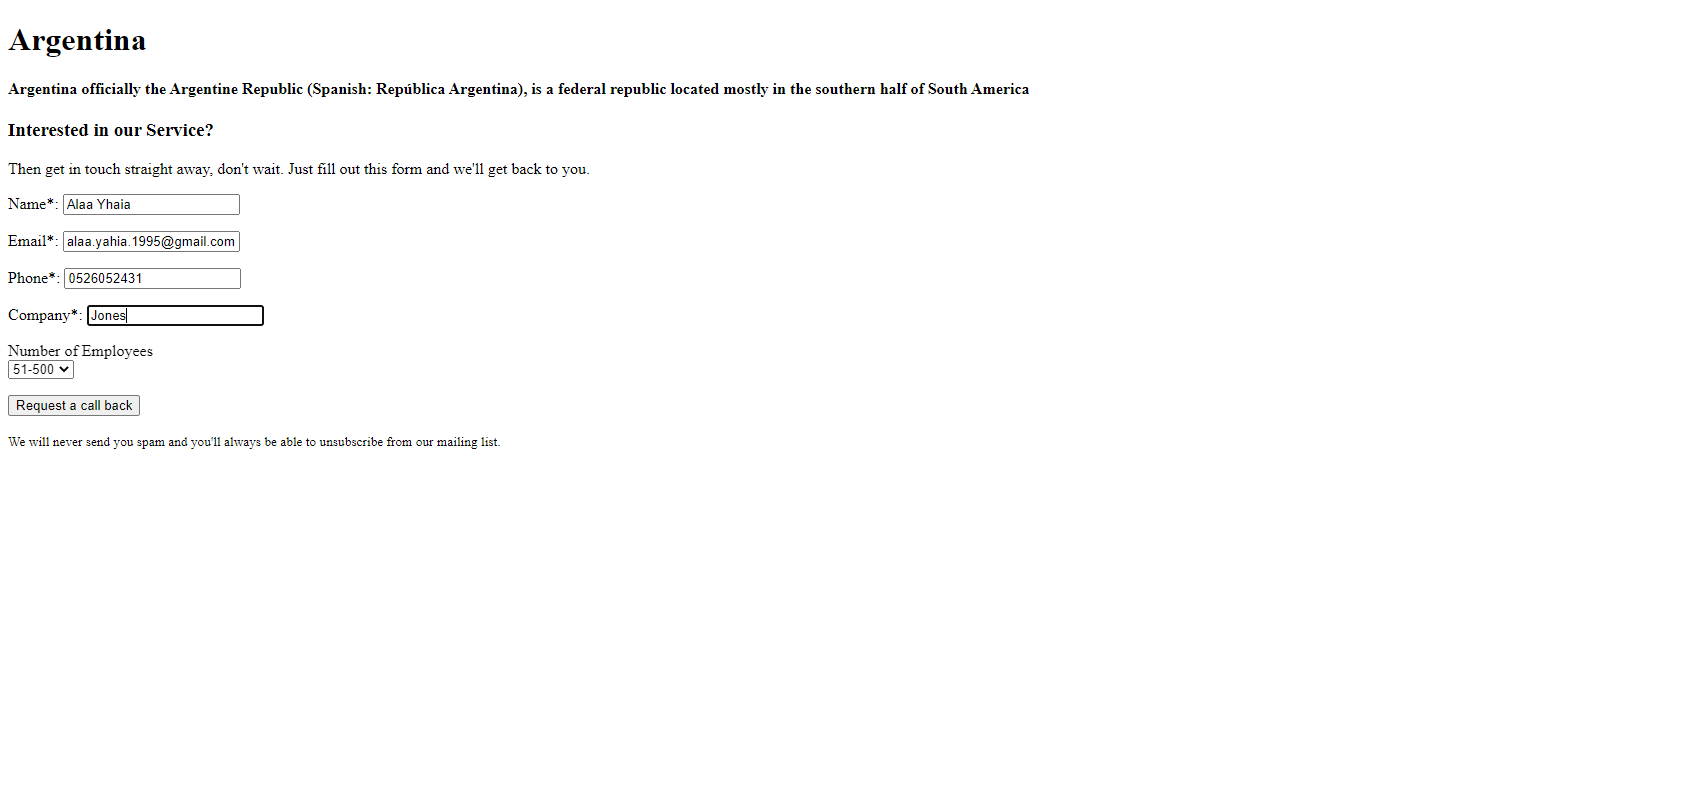 Argentina
Argentina officially the Argentine Republic (Spanish: República Argentina), is a federal republic located mostly in the southern half of South America
Interested in our Service?
Then get in touch straight away, don't wait. Just fill out this form and we'll get back to you.
Name*: Alaa Yhaia
Email*: alaa.yahia.1995@gmail.com
Phone*: 0526052431
Company*: Jones
Number of Employees
51-500
Request a call back
We will never send you spam and you'll always be able to unsubscribe from our mailing list.